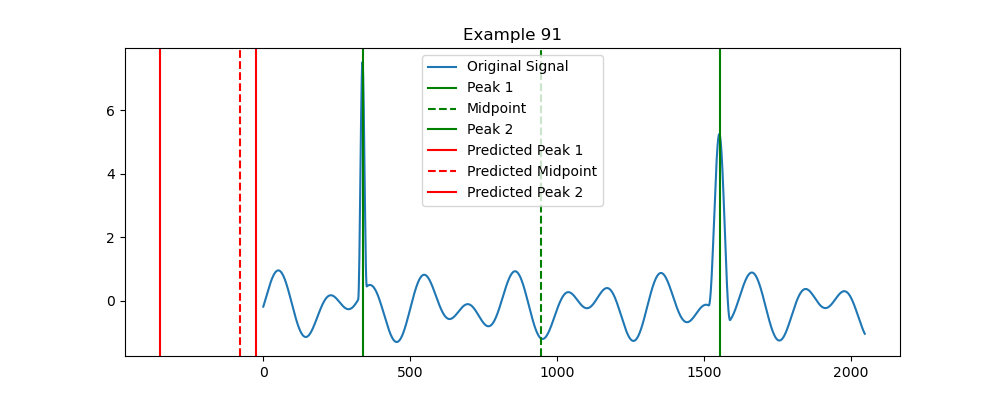 Example 91
Original Signal
Peak 1
Midpoint
Peak 2
Predicted Peak 1
Predicted Midpoint
Predicted Peak 2
6
4
2
0
0 500 1000 1500 2000